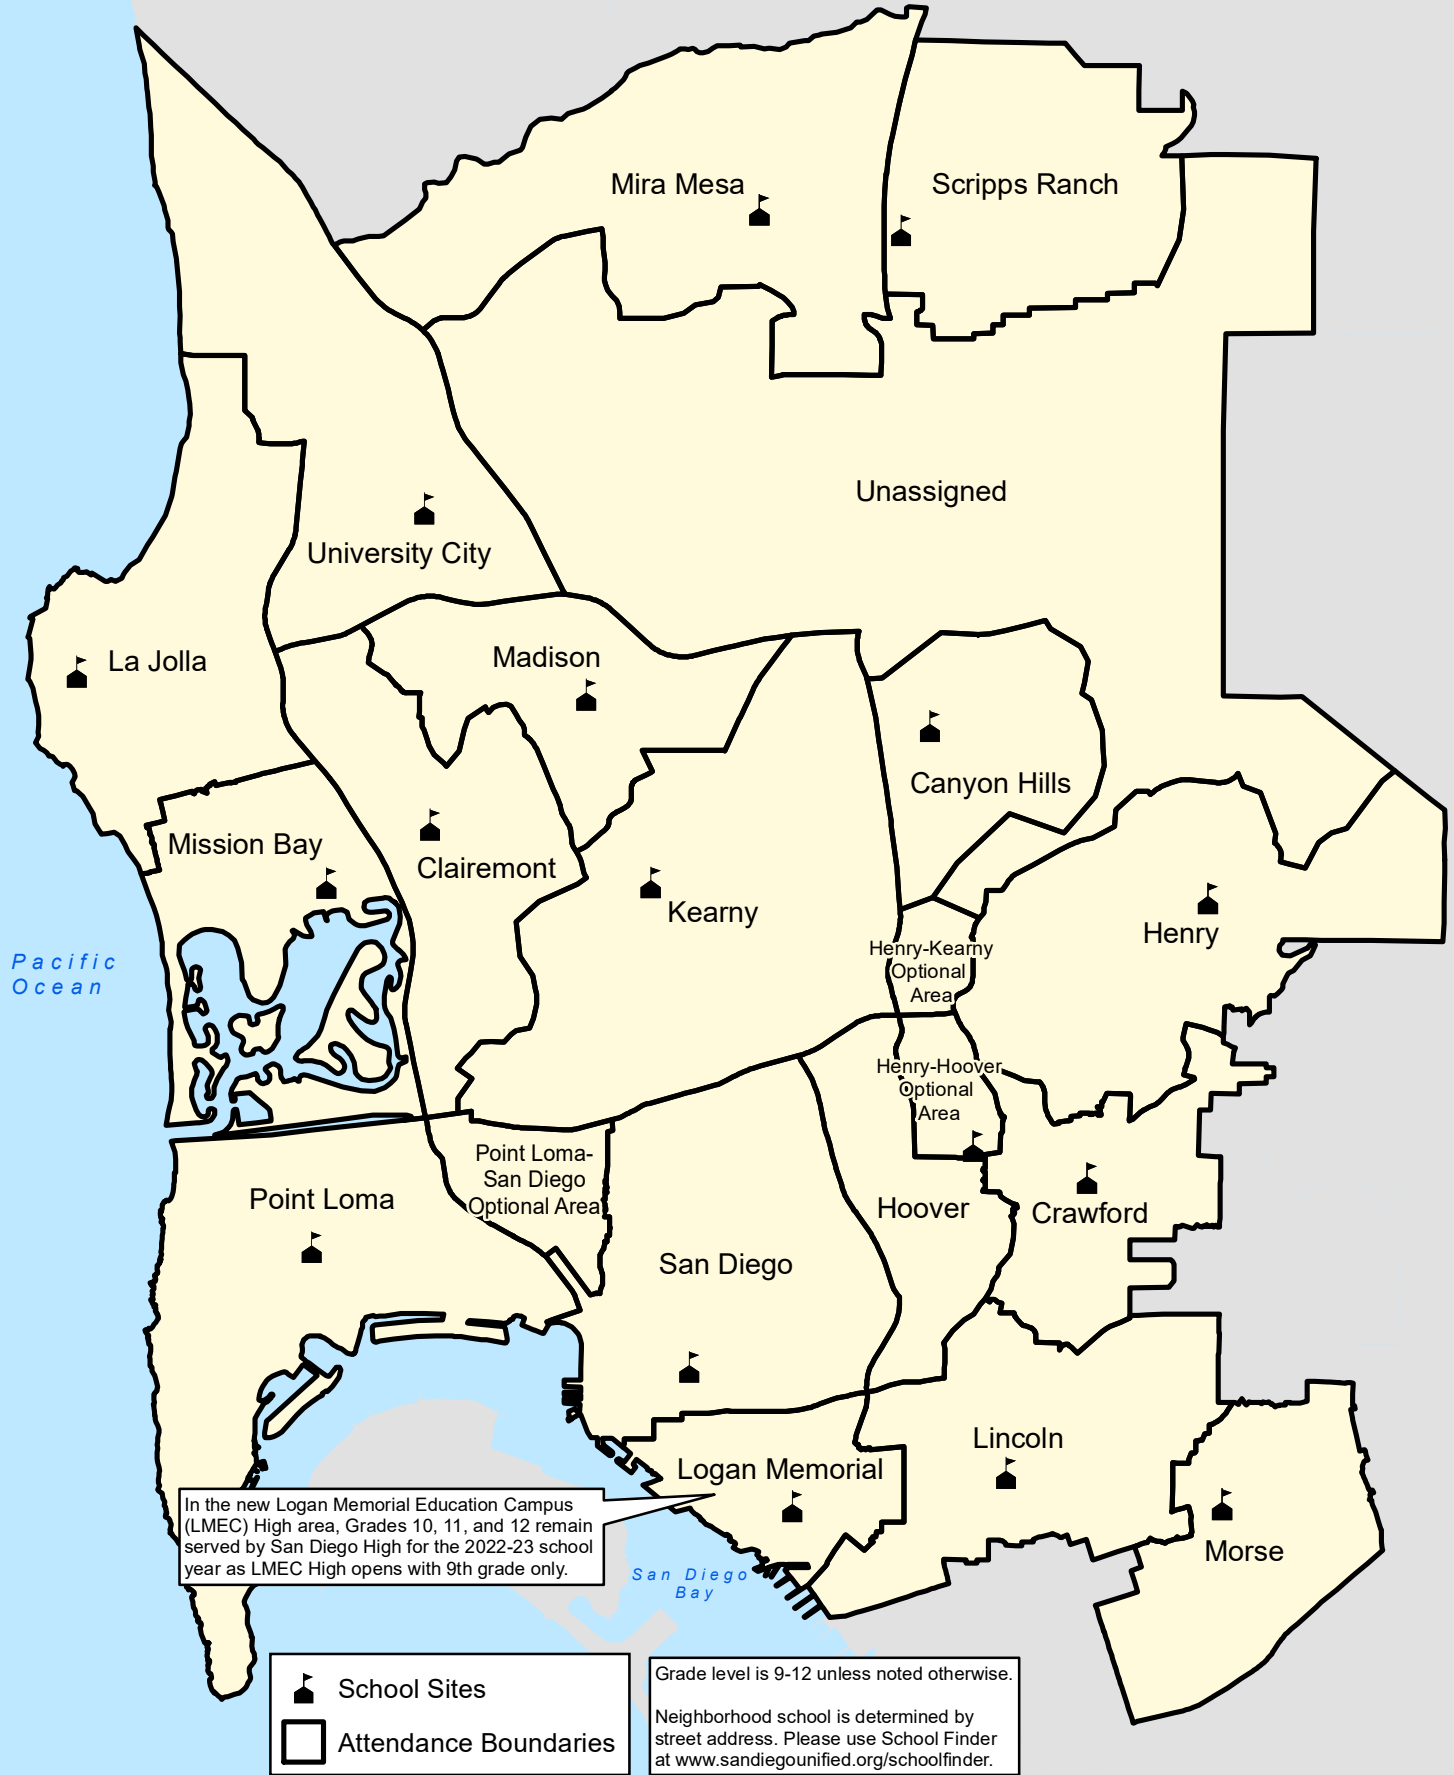 Mira Mesa
Scripps Ranch
Unassigned
University City
La Jolla
Madison
Canyon Hills
Mission Bay
Clairemont
Kearny
Henry
Henry-Kearny
Optional
Area
Pacific
Ocean
Henry-Hoover
Optional
Area
Point Loma-
San Diego
Optional Area
Point Loma
Hoover
Crawford
San Diego
Lincoln
Logan Memorial
Morse
In the new Logan Memorial Education Campus
(LMEC) High area, Grades 10, 11, and 12 remain
served by San Diego High for the 2022-23 school
year as LMEC High opens with 9th grade only.
San Diego
Bay
School Sites
Attendance Boundaries
Grade level is 9-12 unless noted otherwise.
Neighborhood school is determined by
street address. Please use School Finder
at www.sandiegounified.org/schoolfinder.